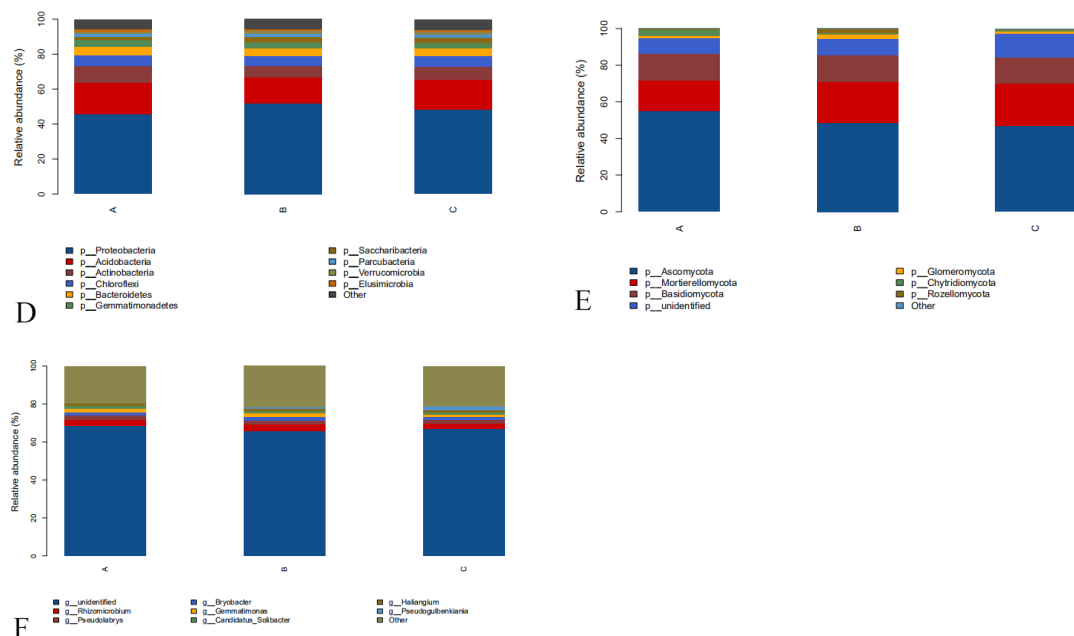 100
80
60
40
20
0
Relative abundance (%)
A
B
C
p__Proteobacteria
p__Acidobacteria
p__Actinobacteria
p__Chloroflexi
p__Bacteroidetes
p__Gemmatimonadetes
p__Saccharibacteria
p__Parcubacteria
p__Verrucomicrobia
p__Elusimicrobia
Other
D
100
80
60
40
20
0
Relative abundance (%)
A
B
C
p__Ascomycota
p__Mortierellomycota
p__Basidiomycota
p__unidentified
p__Glomeromycota
p__Chytridiomycota
p__Rozellomycota
Other
E
100
80
60
40
20
0
Relative abundance (%)
A
B
C
g__unidentified
g__Rhizomicrobium
g__Pseudolabrys
g__Bryobacter
g__Gemmatimonas
g__Candidatus_Solibacter
g__Haliangium
g__Pseudogulbenkiania
Other
F